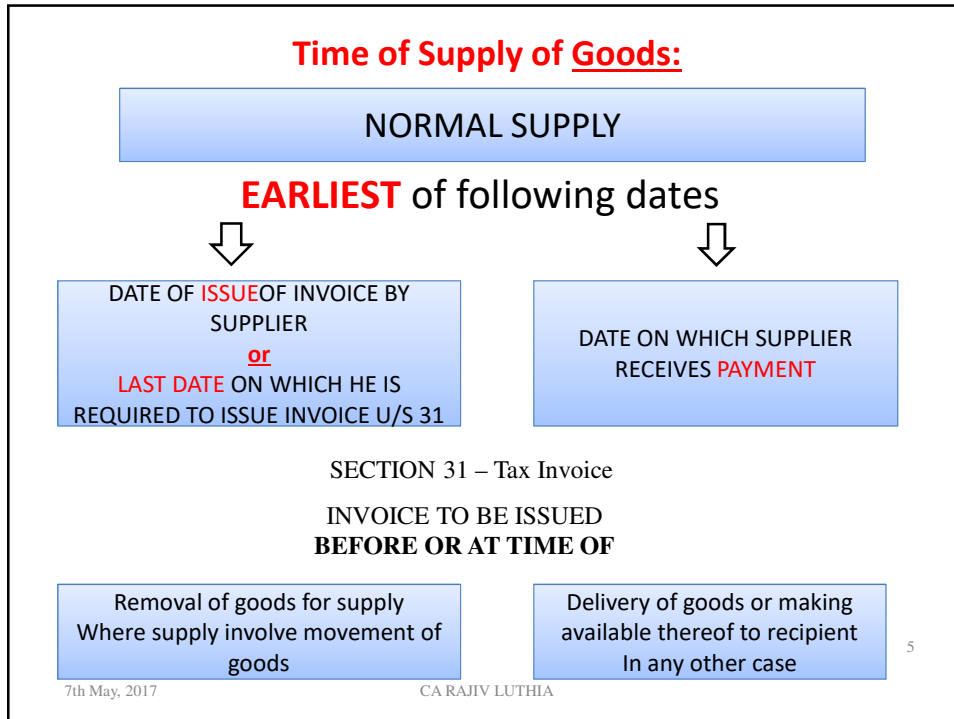 Time of Supply of Goods:
NORMAL SUPPLY
EARLIEST of following dates
DATE OF ISSUEOF INVOICE BY
SUPPLIER
or
LAST DATE ON WHICH HE IS
REQUIRED TO ISSUE INVOICE U/S 31
DATE ON WHICH SUPPLIER
RECEIVES PAYMENT
SECTION 31 – Tax Invoice
INVOICE TO BE ISSUED
BEFORE OR AT TIME OF
Removal of goods for supply
Where supply involve movement of
goods
Delivery of goods or making
available thereof to recipient
In any other case
5
7th May, 2017
CA RAJIV LUTHIA